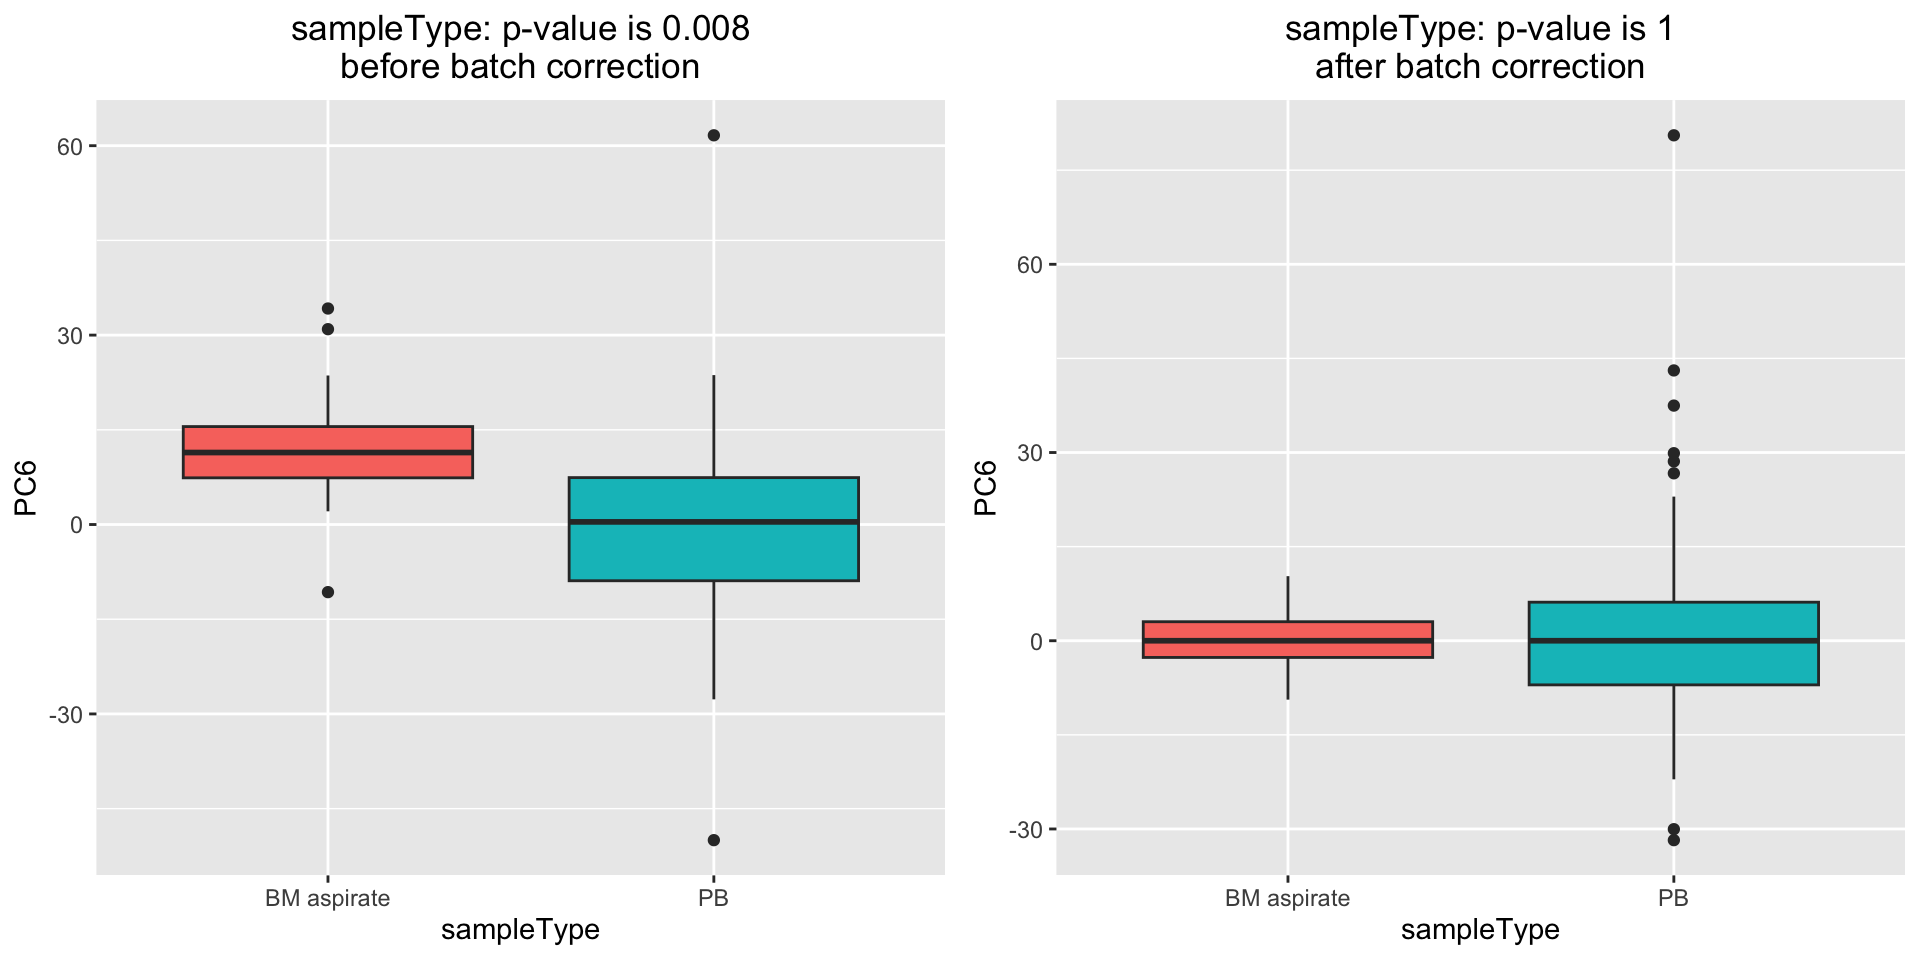 sampleType: p-value is 0.008
before batch correction
60
30
0
-30
PC6
BM aspirate
PB
sampleType
sampleType: p-value is 1
after batch correction
60
30
0
-30
PC6
BM aspirate
PB
sampleType